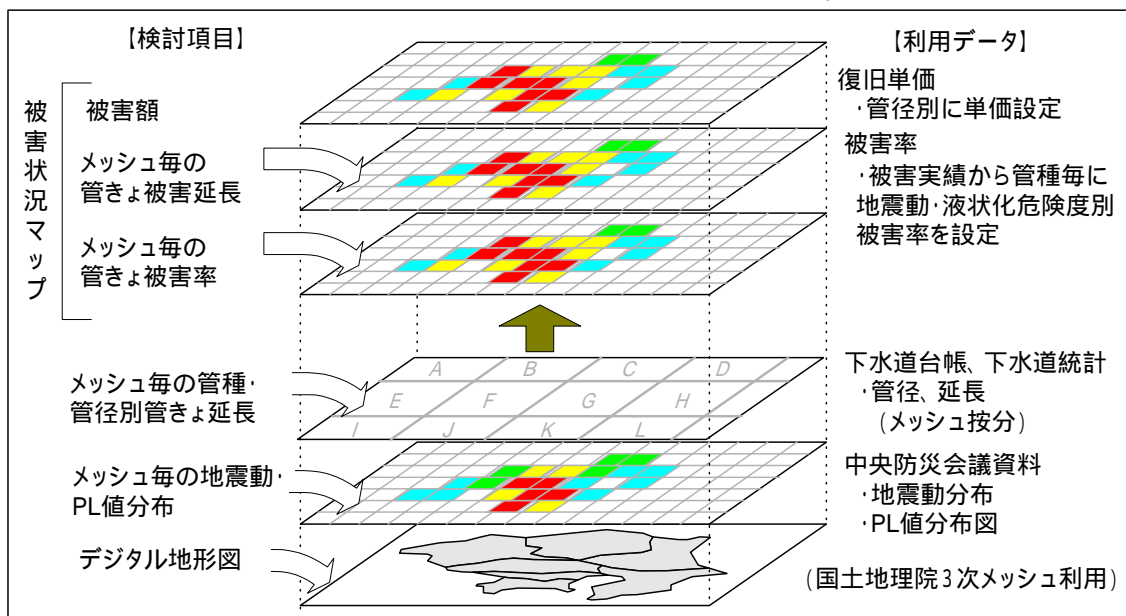 【検討項目】
【利用データ】
被害状況マップ
被害額
メッシュ毎の
管きょ被害延長
メッシュ毎の
管きょ被害率
復旧単価
・管径別に単価設定
被害率
・被害実績から管種毎に
地震動・液状化危険度別
被害率を設定
メッシュ毎の管種・
管径別管きょ延長
A B C D
E F G H
I J K L
下水道台帳、下水道統計
・管径、延長
(メッシュ按分)
メッシュ毎の地震動・
PL値分布
中央防災会議資料
・地震動分布
・PL値分布図
デジタル地形図
(国土地理院3次メッシュ利用)